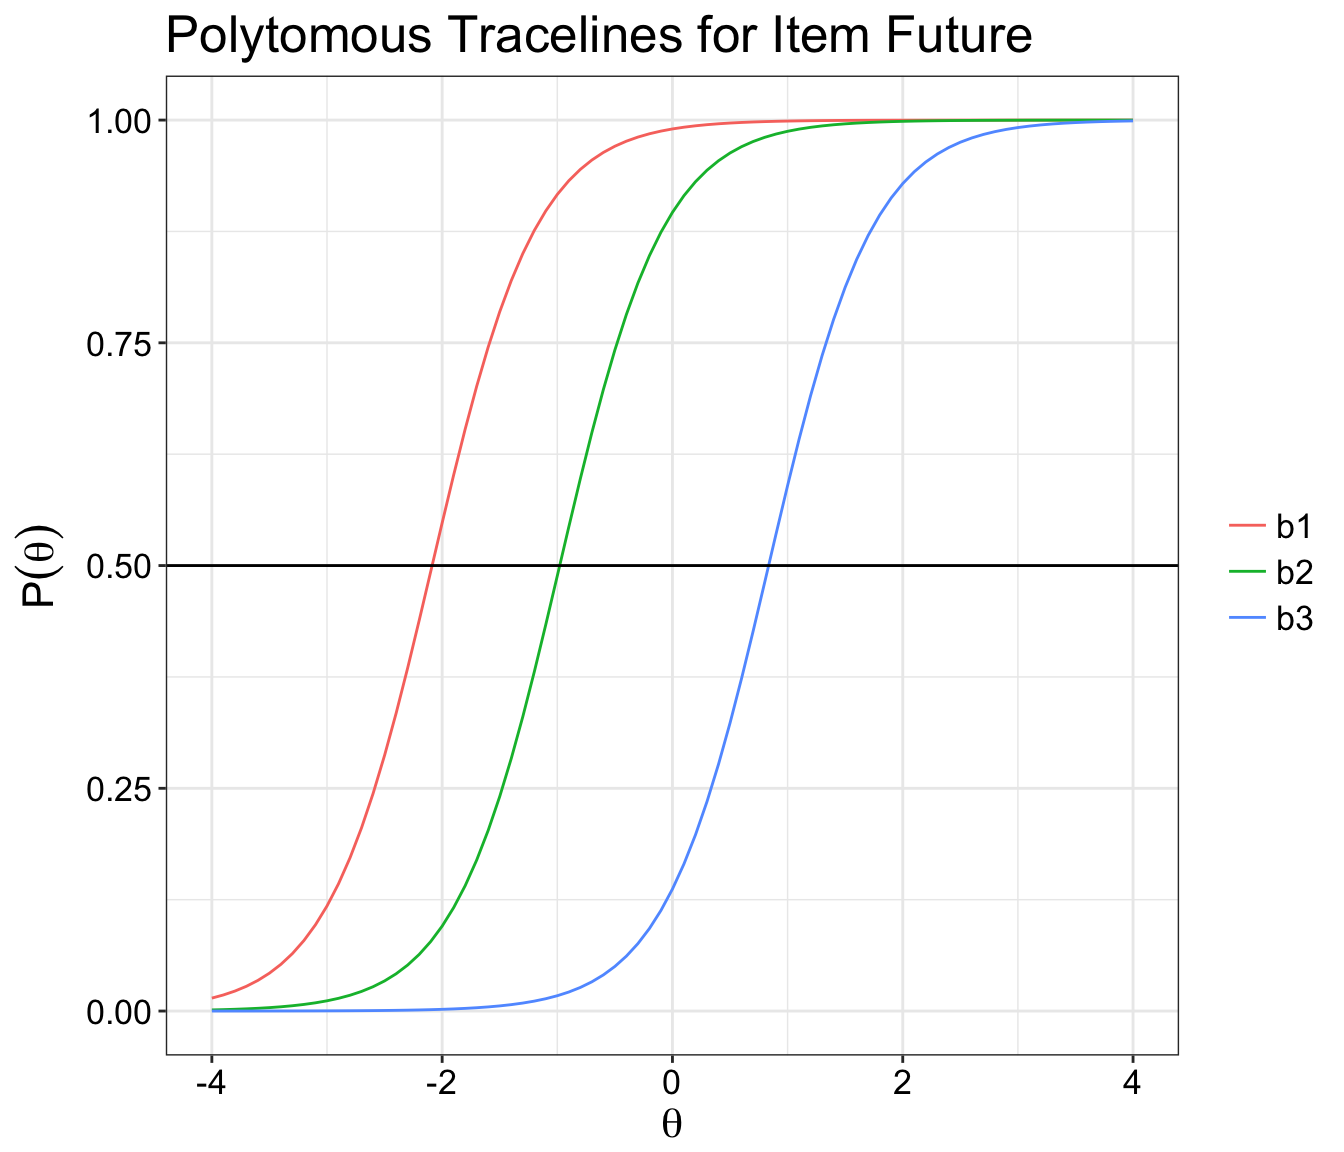 Polytomous Tracelines for Item Future
1.00
0.75
0.50
0.25
0.00
P(θ)
-4 -2 0 2 4
θ
b1
b2
b3